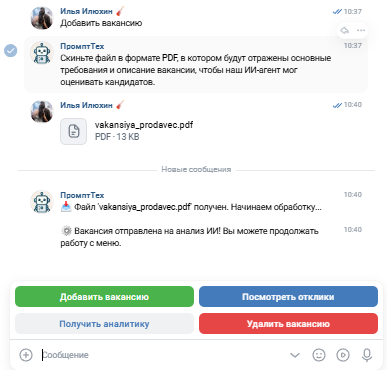 Илья Илюхин 🎸 10:37
Добавить вакансию
ПромптТех 10:37
Скиньте файл в формате PDF, в котором будут отражены основные
требования и описание вакансии, чтобы наш ИИ-агент мог
оценивать кандидатов.
Илья Илюхин 🎸 10:40
vakansiya_prodavec.pdf
PDF · 13 KB
Новые сообщения
ПромптТех 10:40
📥 Файл 'vakansiya_prodavec.pdf' получен. Начинаем обработку...
⚙️ Вакансия отправлена на анализ ИИ! Вы можете продолжать 10:40
работу с меню.
Добавить вакансию Посмотреть отклики
Получить аналитику Удалить вакансию
Сообщение